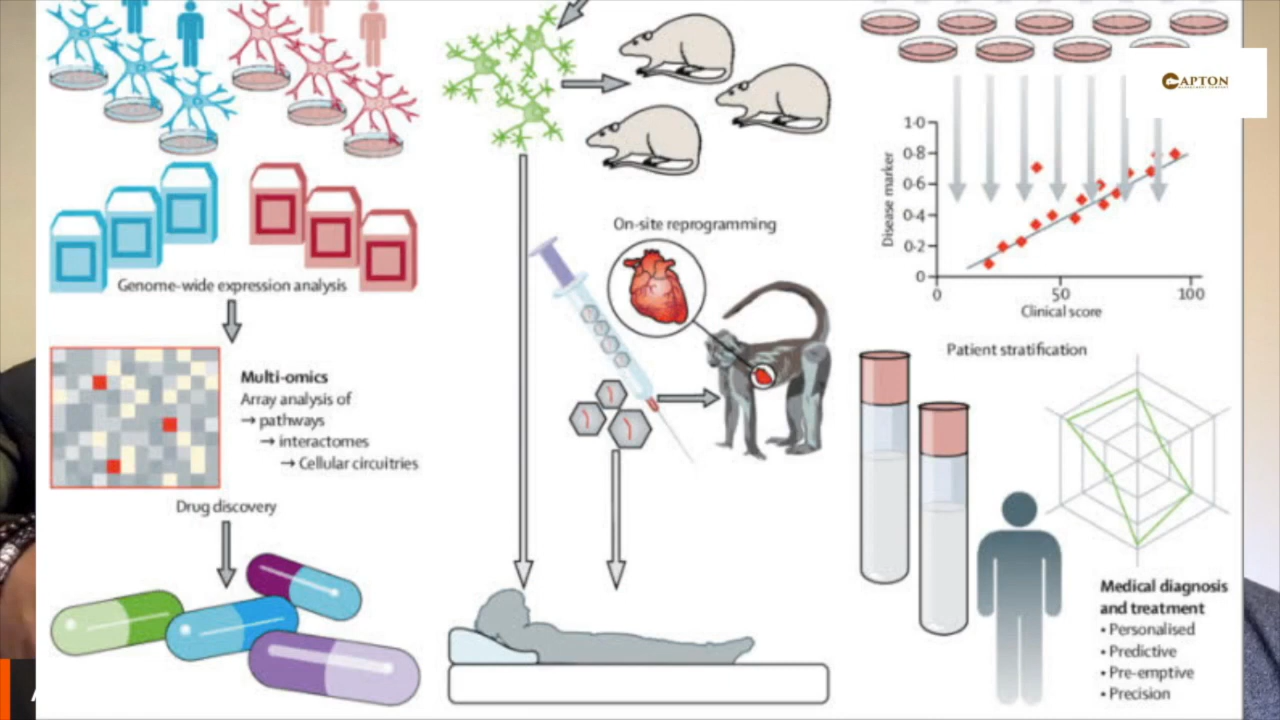 Genome-wide expression analysis
Multi-omics
Array analysis of
→ pathways
→ interactomes
→ Cellular circuitries
Drug discovery
On-site reprogramming
APTON
Disease marker
1·0
0·8
0·6
0·4
0·2
0
0
50
100
Clinical score
Patient stratification
Medical diagnosis
and treatment
• Personalised
• Predictive
• Pre-emptive
• Precision